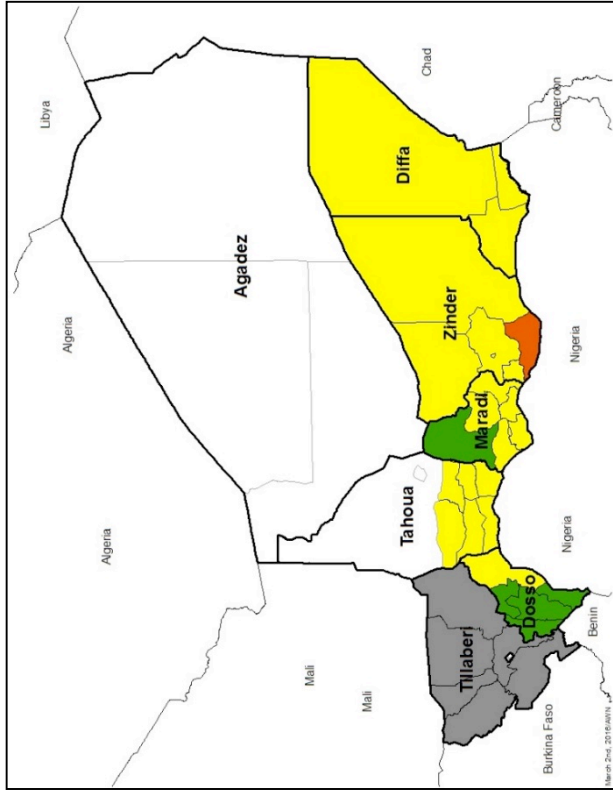 Libya
Algeria
Algeria
Agadez
Mali
Mali
Diffa
Tahoua
Chad
Zinder
Tillaberi
Maradi
Dosso
Burkina Faso
Cameroon
Nigeria
Nigeria
Benin